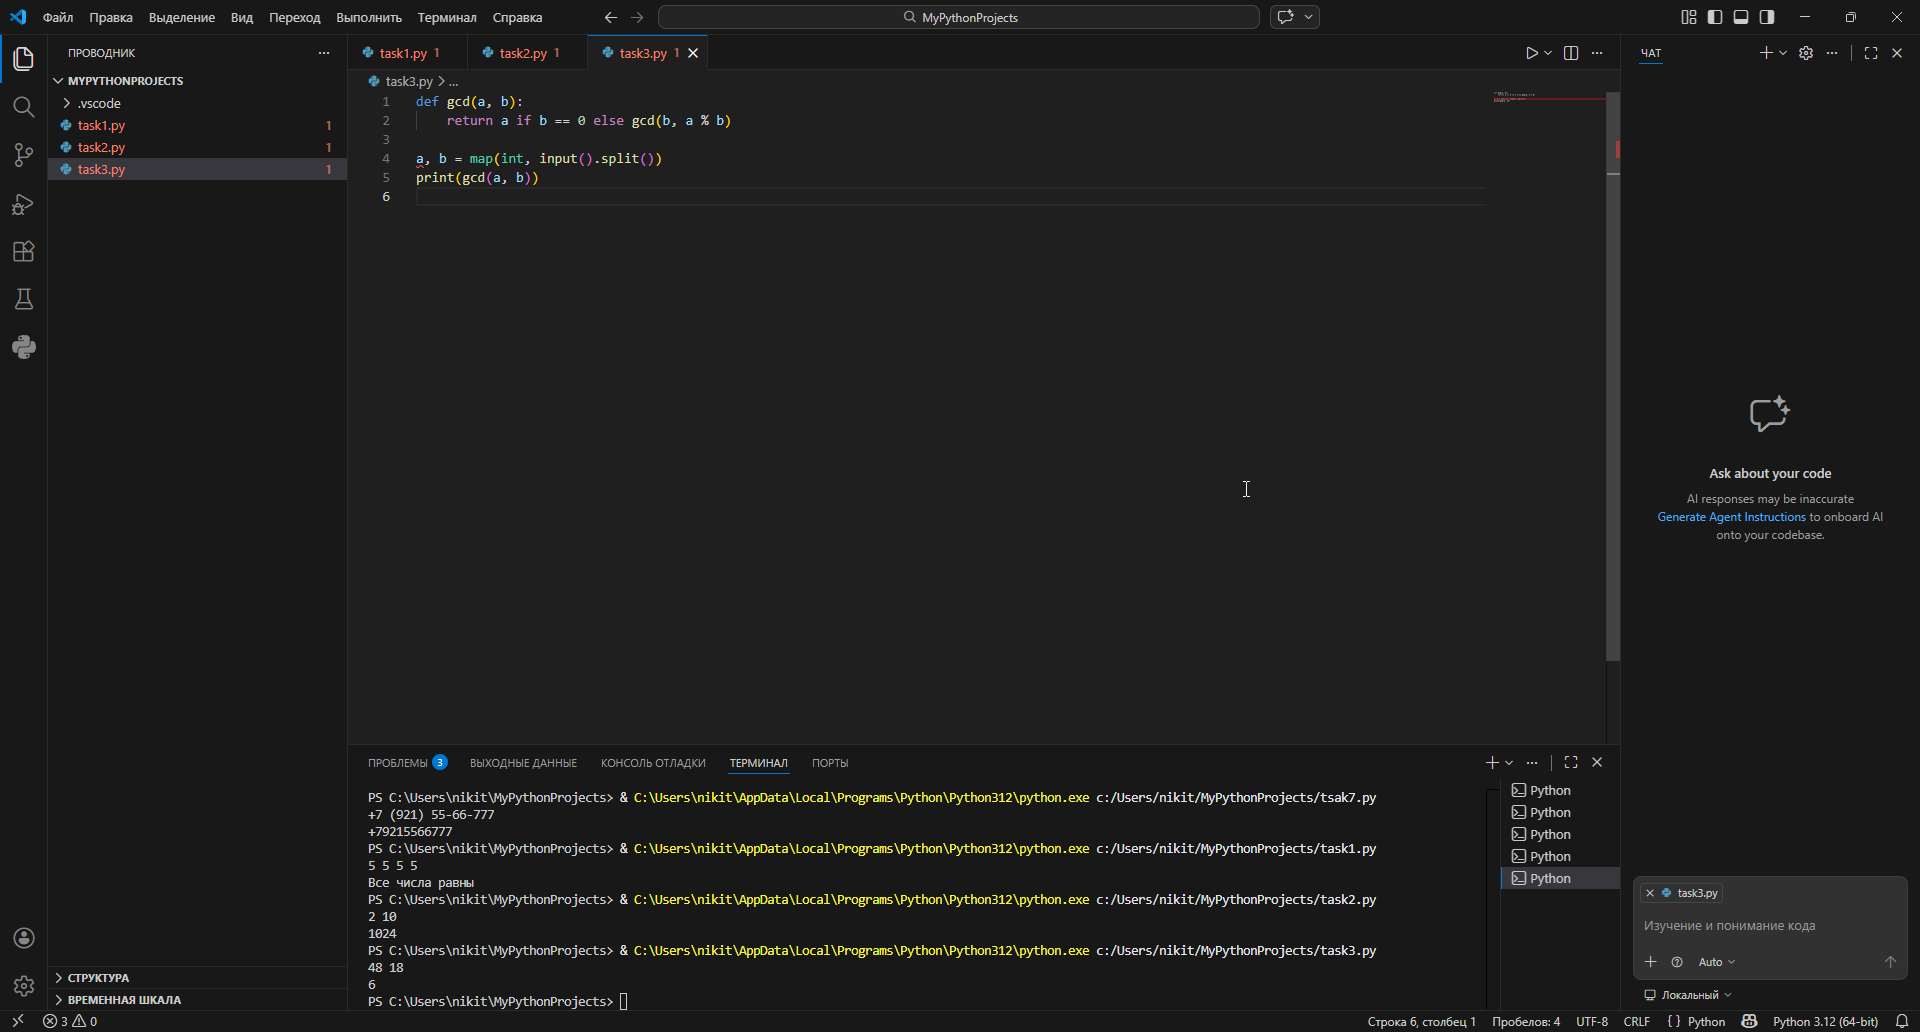 Файл Правка Выделение Вид Переход Выполнить Терминал Справка
MyPythonProjects
ПРОВОДНИК
MYPYTHONPROJECTS
.vscode
task1.py 1
task2.py 1
task3.py 1
СТРУКТУРА
ВРЕМЕННАЯ ШКАЛА
task1.py 1 task2.py 1 task3.py 1
task3.py > ...
1 def gcd(a, b):
2 return a if b == 0 else gcd(b, a % b)
3
4 a, b = map(int, input().split())
5 print(gcd(a, b))
6
ПРОБЛЕМЫ 3 ВЫХОДНЫЕ ДАННЫЕ КОНСОЛЬ ОТЛАДКИ ТЕРМИНАЛ ПОРТЫ
PS C:\Users\nikit\MyPythonProjects> & C:\Users\nikit\AppData\Local\Programs\Python\Python312\python.exe c:/Users/nikit/MyPythonProjects/tsak7.py
+7 (921) 55-66-777
+79215566777
PS C:\Users\nikit\MyPythonProjects> & C:\Users\nikit\AppData\Local\Programs\Python\Python312\python.exe c:/Users/nikit/MyPythonProjects/task1.py
5 5 5 5
Все числа равны
PS C:\Users\nikit\MyPythonProjects> & C:\Users\nikit\AppData\Local\Programs\Python\Python312\python.exe c:/Users/nikit/MyPythonProjects/task2.py
2 10
1024
PS C:\Users\nikit\MyPythonProjects> & C:\Users\nikit\AppData\Local\Programs\Python\Python312\python.exe c:/Users/nikit/MyPythonProjects/task3.py
48 18
6
PS C:\Users\nikit\MyPythonProjects>
Python
Python
Python
Python
Python
ЧАТ
Ask about your code
AI responses may be inaccurate
Generate Agent Instructions to onboard AI
onto your codebase.
task3.py
Изучение и понимание кода
Auto
Локальный
3 0
Строка 6, столбец 1 Пробелов: 4 UTF-8 CRLF { } Python Python 3.12 (64-bit)